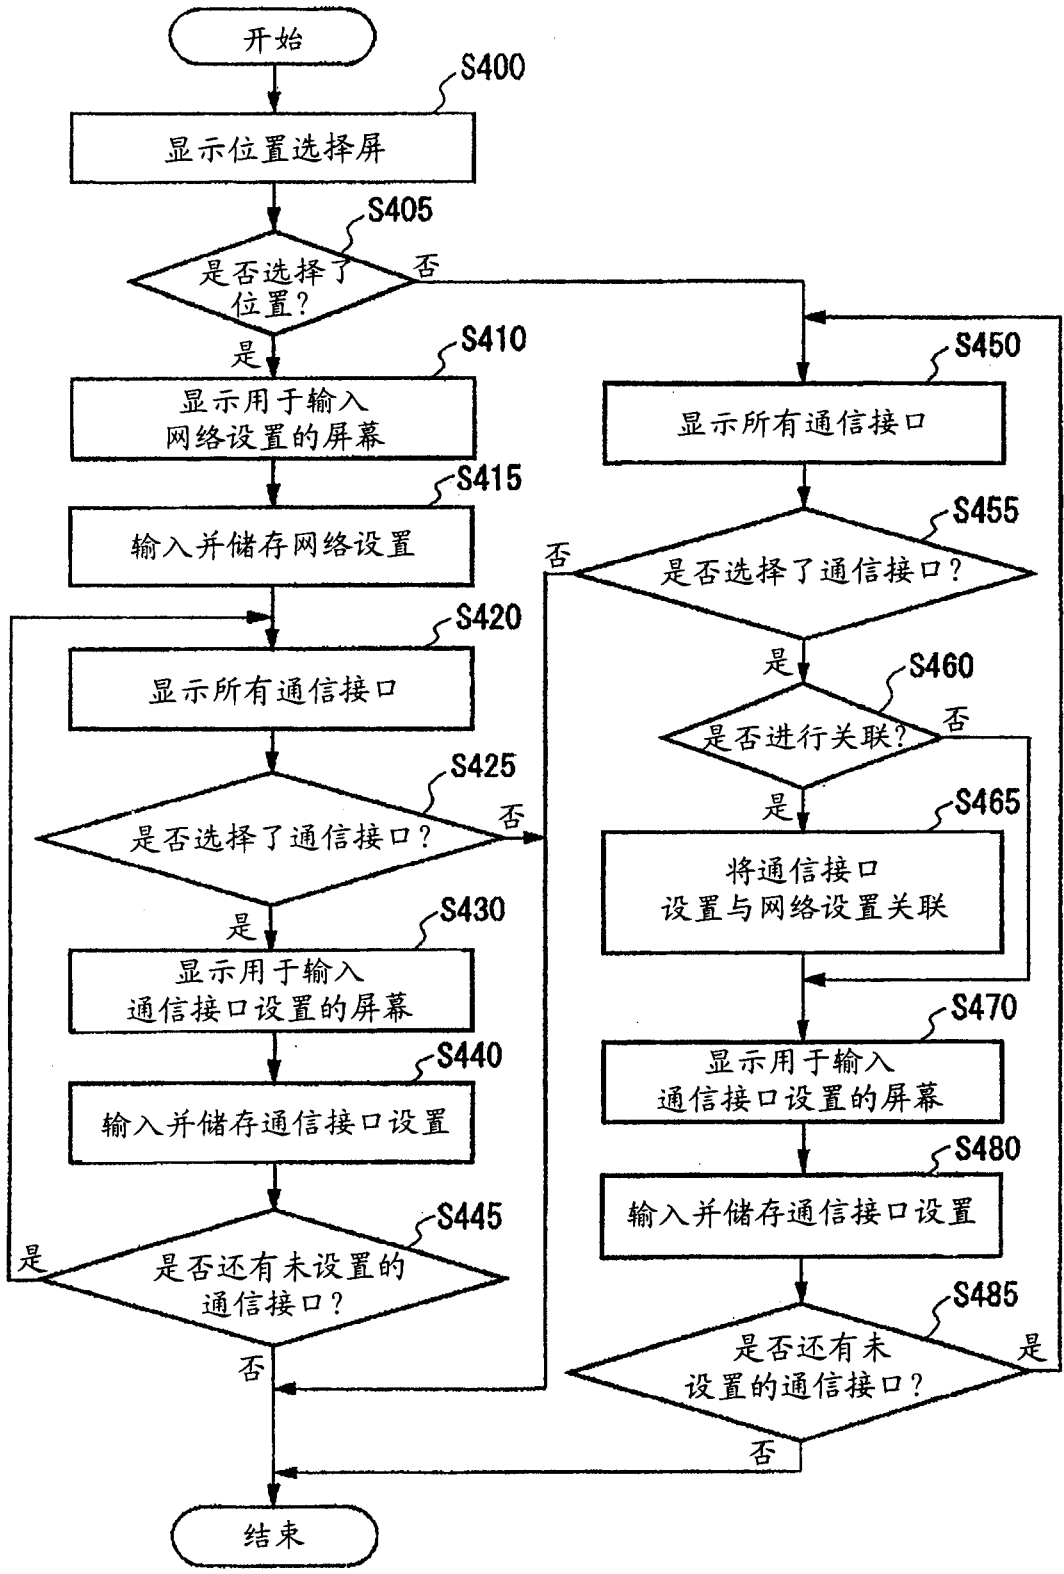 开始
S400
显示位置选择屏
S405
是否选择了
位置?
否
是
S410
显示用于输入
网络设置的屏幕
S415
输入并储存网络设置
S420
显示所有通信接口
S425
是否选择了通信接口?
否
是
S430
显示用于输入
通信接口设置的屏幕
S440
输入并储存通信接口设置
S445
是否还有未设置的
通信接口?
是
否
S450
显示所有通信接口
S455
是否选择了通信接口?
否
是
S460
是否进行关联?
否
是
S465
将通信接口
设置与网络设置关联
S470
显示用于输入
通信接口设置的屏幕
S480
输入并储存通信接口设置
S485
是否还有未
设置的通信接口?
是
否
结束